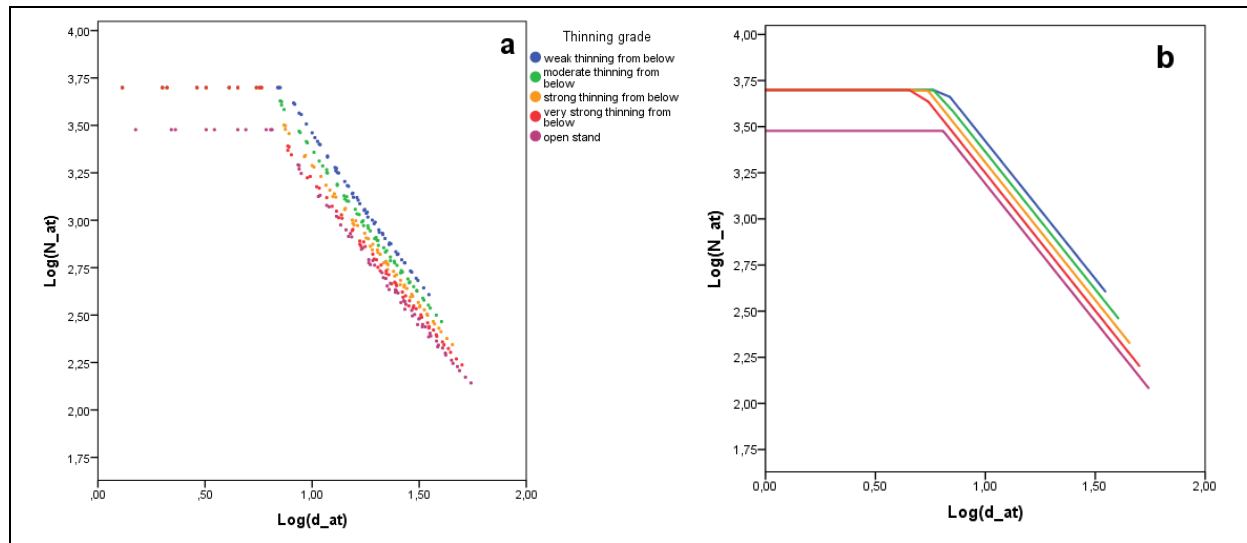 a
4,00
3,75
3,50
3,25
3,00
2,75
2,50
2,25
2,00
1,75
Log(N_at)
,00
,50
1,00
1,50
2,00
Log(d_at)
Thinning grade
weak thinning from below
moderate thinning from
below
strong thinning from below
very strong thinning from
below
open stand
b
4,00
3,75
3,50
3,25
3,00
2,75
2,50
2,25
2,00
1,75
Log(N_at)
0,00
0,50
1,00
1,50
2,00
Log(d_at)